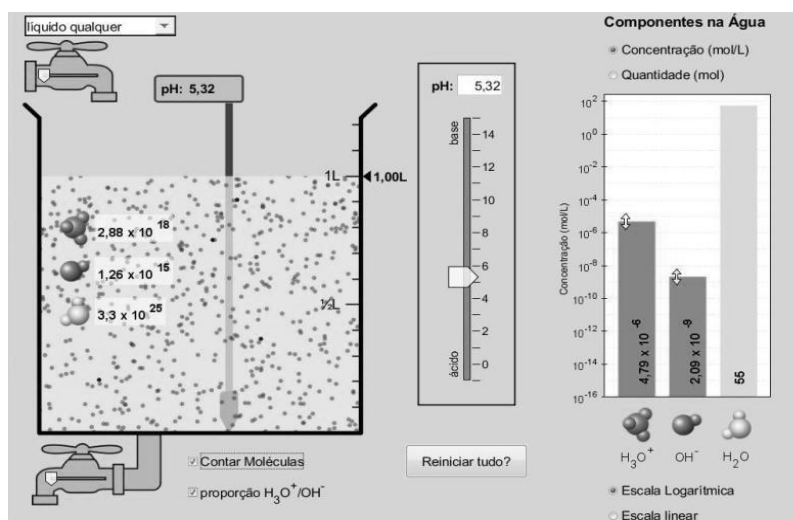 líquido qualquer
pH: 5,32
1L
1,00L
2,88 x 10 18
1,26 x 10 15
½L
3,3 x 10 25
Contar Moléculas
proporção H3O+/OH-
pH: 5,32
base
14
12
10
8
6
4
2
0
ácido
Reiniciar tudo?
Componentes na Água
Concentração (mol/L)
Quantidade (mol)
Concentração (mol/L)
10^2
10^0
10^-2
10^-4
10^-6
10^-8
10^-10
10^-12
10^-14
10^-16
4,79 x 10 -6
2,09 x 10 -9
55
H3O+ OH- H2O
Escala Logarítmica
Escala linear